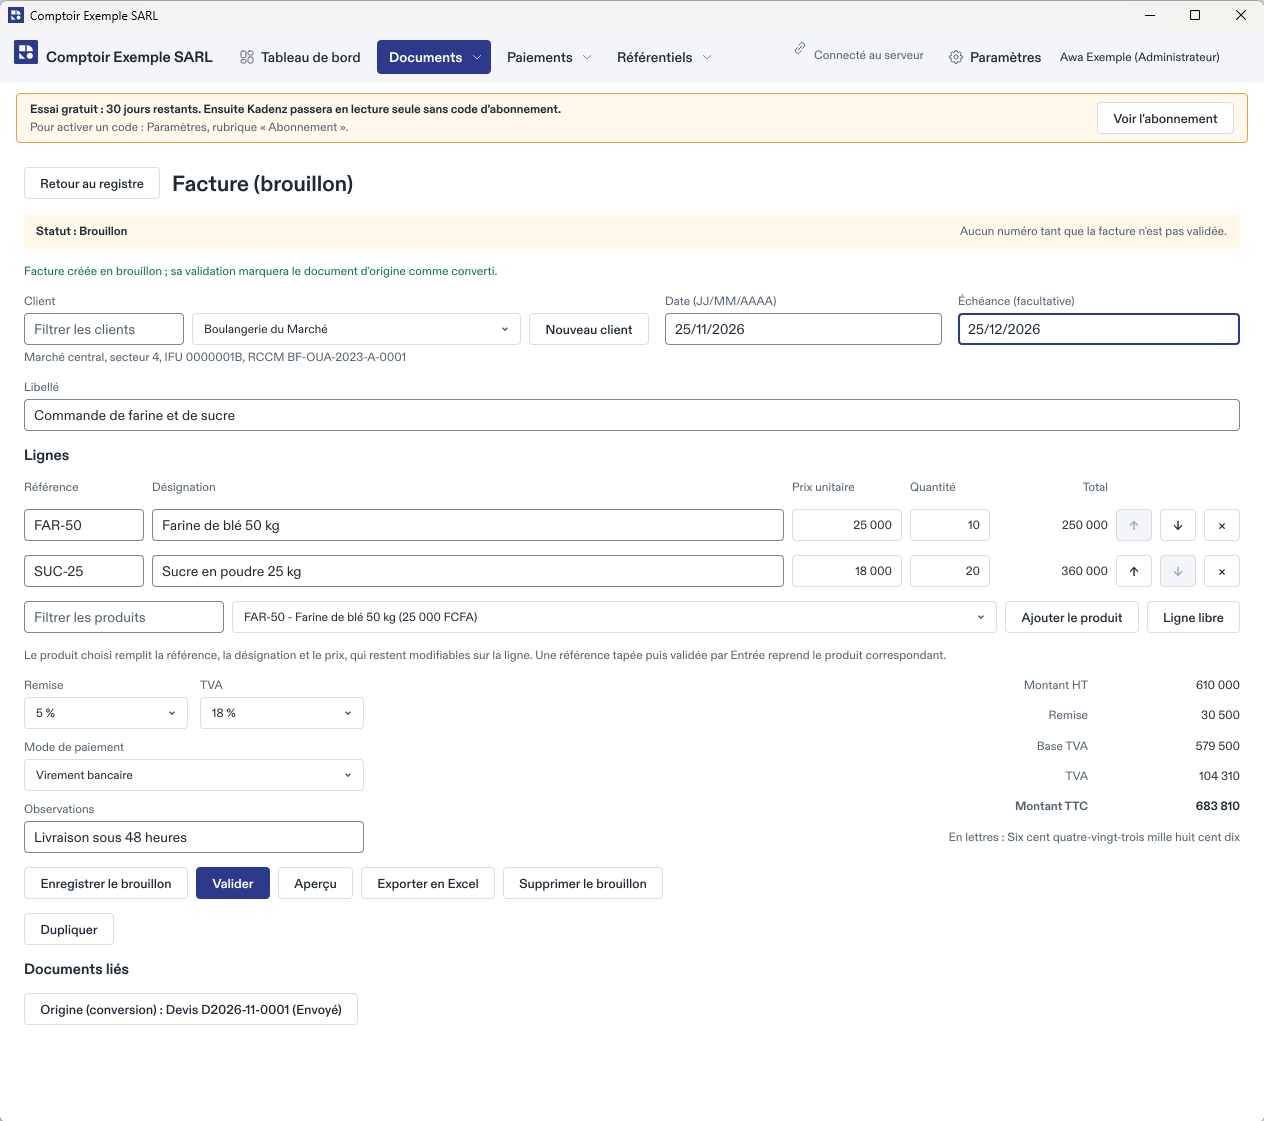 Comptoir Exemple SARL
Comptoir Exemple SARL Tableau de bord Documents Paiements Référentiels Connecté au serveur Paramètres Awa Exemple (Administrateur)
Essai gratuit : 30 jours restants. Ensuite Kadenz passera en lecture seule sans code d'abonnement.
Pour activer un code : Paramètres, rubrique « Abonnement ».
Voir l'abonnement
Retour au registre Facture (brouillon)
Statut : Brouillon Aucun numéro tant que la facture n'est pas validée.
Facture créée en brouillon ; sa validation marquera le document d'origine comme converti.
Client Date (JJ/MM/AAAA) Échéance (facultative)
Filtrer les clients Boulangerie du Marché Nouveau client 25/11/2026 25/12/2026
Marché central, secteur 4, IFU 0000001B, RCCM BF-OUA-2023-A-0001
Libellé
Commande de farine et de sucre
Lignes
Référence Désignation Prix unitaire Quantité Total
FAR-50 Farine de blé 50 kg 25 000 10 250 000 ↑ ↓ ×
SUC-25 Sucre en poudre 25 kg 18 000 20 360 000 ↑ ↓ ×
Filtrer les produits FAR-50 - Farine de blé 50 kg (25 000 FCFA) Ajouter le produit Ligne libre
Le produit choisi remplit la référence, la désignation et le prix, qui restent modifiables sur la ligne. Une référence tapée puis validée par Entrée reprend le produit correspondant.
Remise TVA Montant HT 610 000
5 % 18 % Remise 30 500
Mode de paiement Base TVA 579 500
Virement bancaire TVA 104 310
Observations Montant TTC 683 810
Livraison sous 48 heures En lettres : Six cent quatre-vingt-trois mille huit cent dix
Enregistrer le brouillon Valider Aperçu Exporter en Excel Supprimer le brouillon
Dupliquer
Documents liés
Origine (conversion) : Devis D2026-11-0001 (Envoyé)